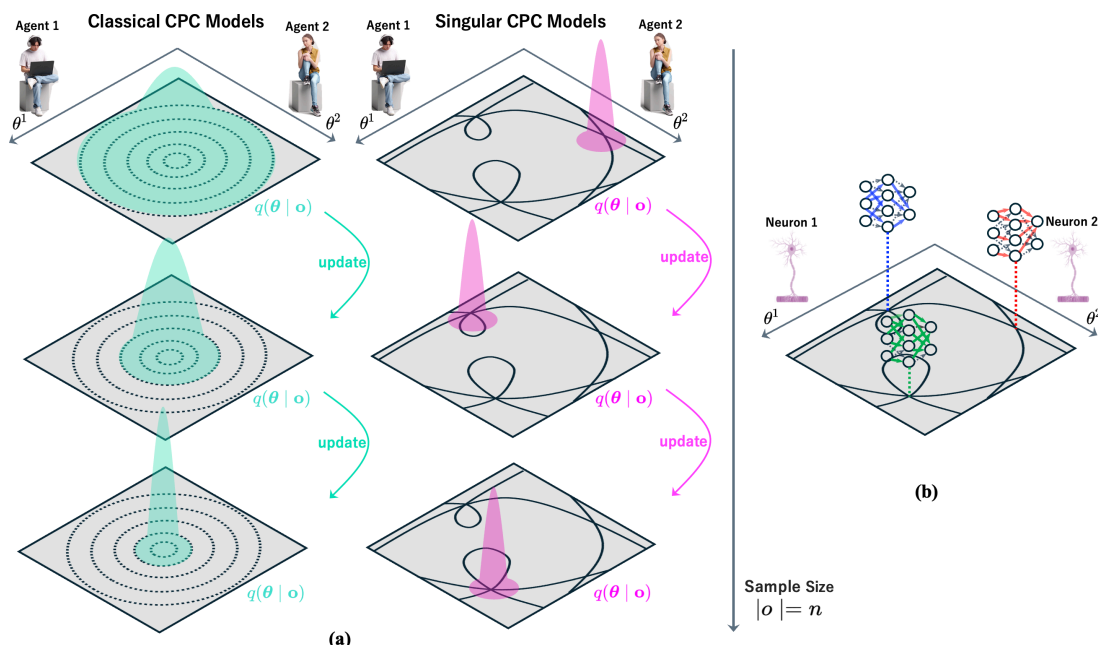 Classical CPC Models
Agent 1
Agent 2
θ¹
θ²
q(θ | o)
update
q(θ | o)
update
q(θ | o)
Singular CPC Models
Agent 1
Agent 2
θ¹
θ²
q(θ | o)
update
q(θ | o)
update
q(θ | o)
(a)
Sample Size
|o| = n
Neuron 1
Neuron 2
θ¹
θ²
(b)